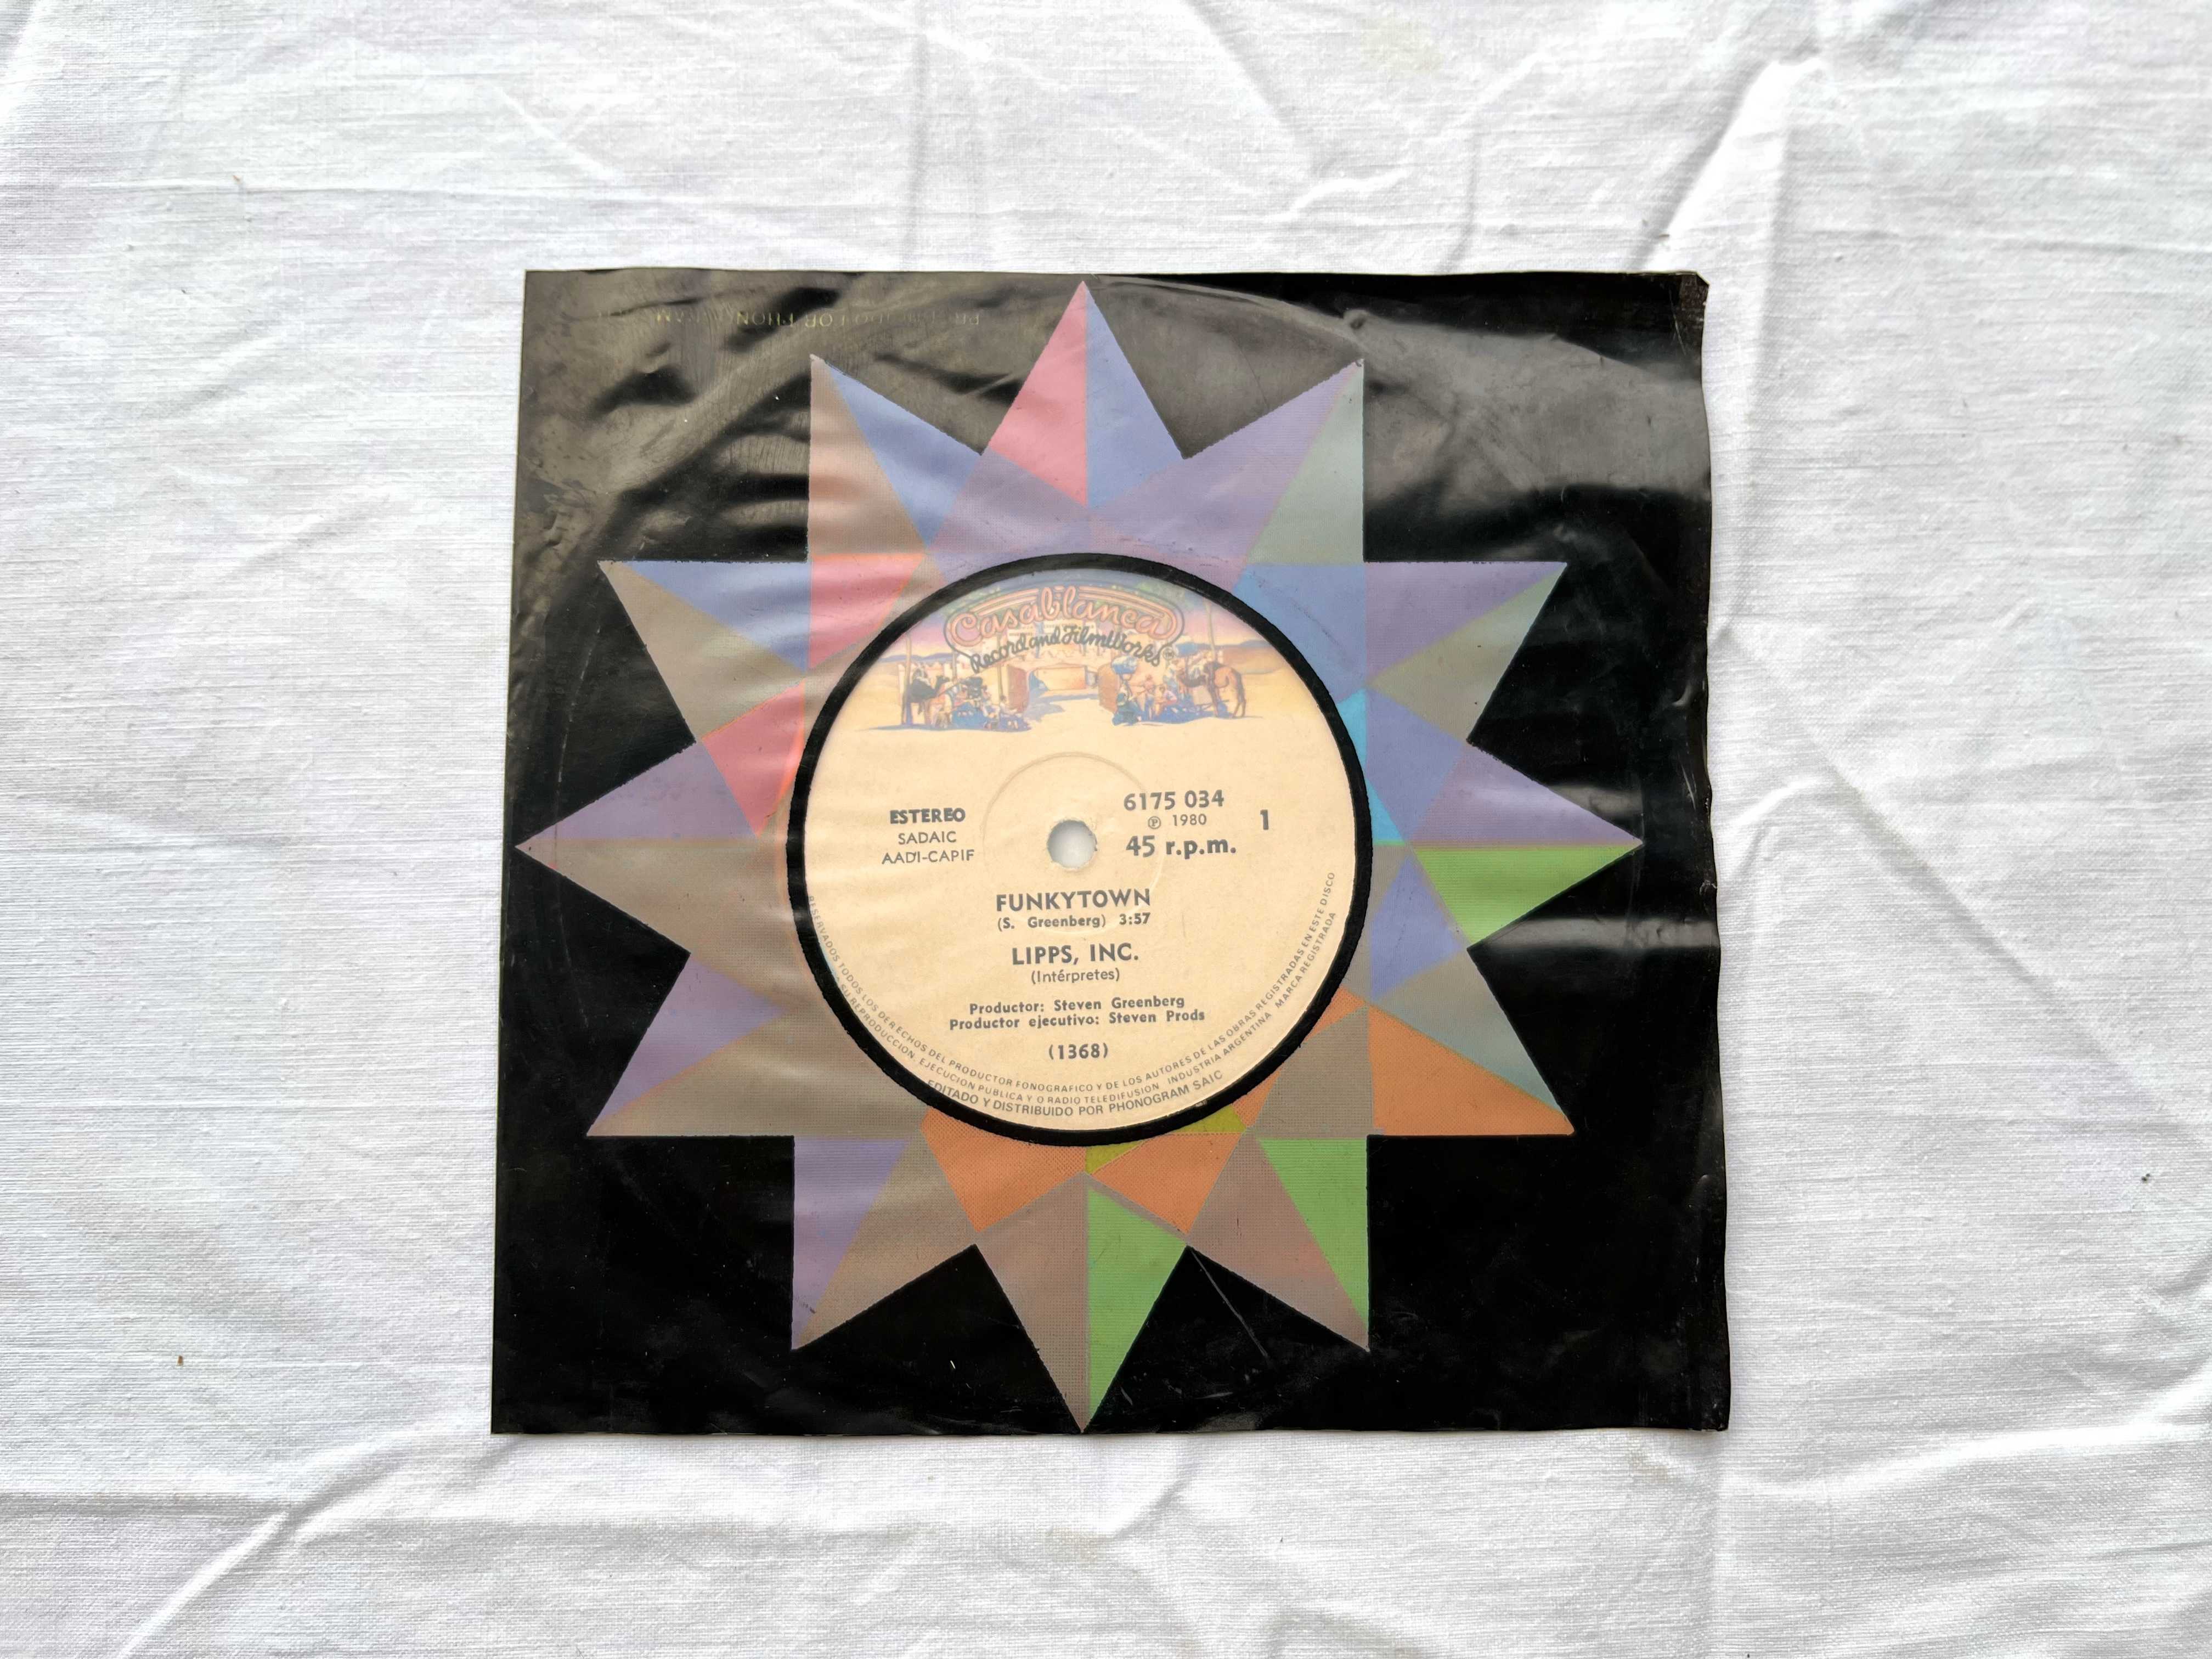 Casablanca
Record and FilmWorks
ESTEREO
SADAIC
AADI-CAPIF
6175 034
℗ 1980
45 r.p.m.
1
FUNKYTOWN
(S. Greenberg) 3:57
LIPPS, INC.
(Intérpretes)
Productor: Steven Greenberg
Productor ejecutivo: Steven Prods
(1368)
RESERVADOS TODOS LOS DERECHOS DEL PRODUCTOR FONOGRAFICO Y DE LOS AUTORES DE LAS OBRAS REGISTRADAS EN ESTE DISCO
SU REPRODUCCION, EJECUCION PUBLICA Y O RADIO TELEDIFUSION INDUSTRIA ARGENTINA MARCA REGISTRADA
EDITADO Y DISTRIBUIDO POR PHONOGRAM SAIC